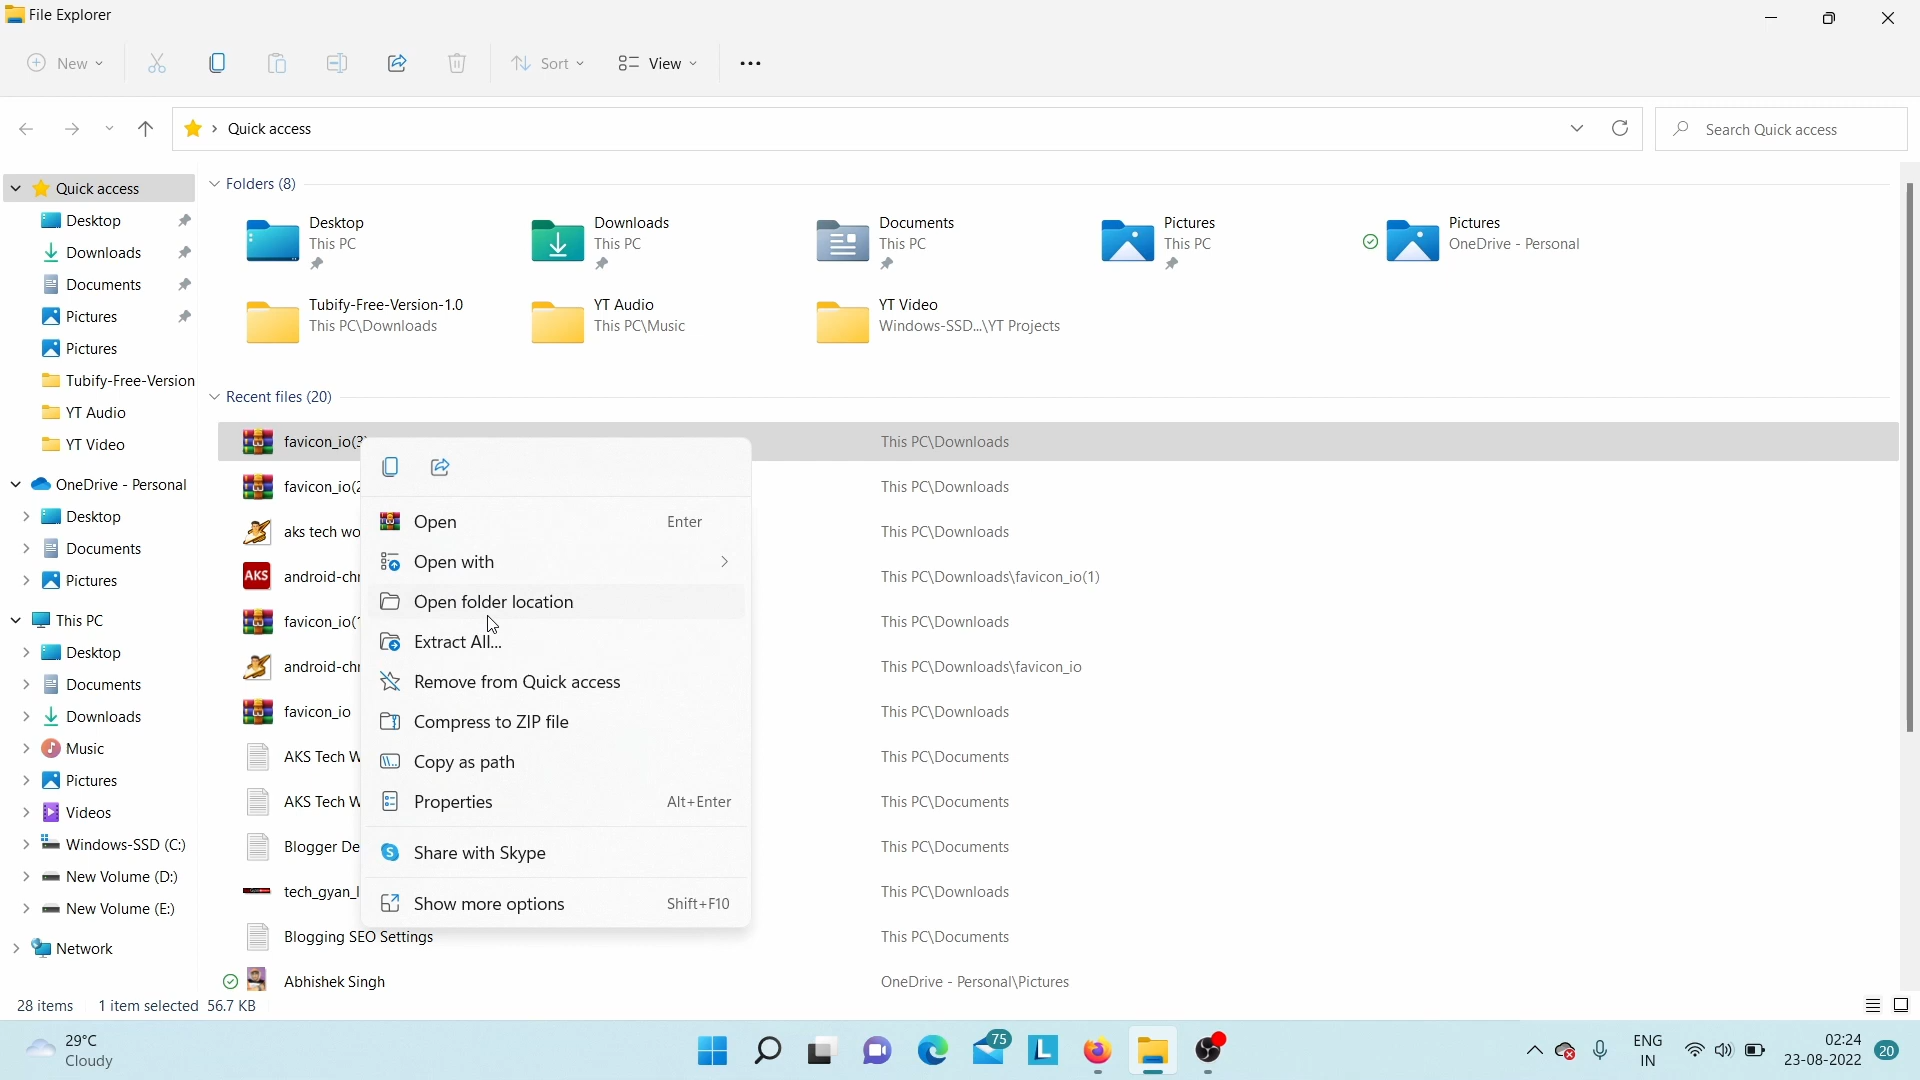 File Explorer
New
Sort
View
Quick access
Search Quick access
Quick access
Desktop
Downloads
Documents
Pictures
Pictures
Tubify-Free-Version
YT Audio
YT Video
OneDrive - Personal
Desktop
Documents
Pictures
This PC
Desktop
Documents
Downloads
Music
Pictures
Videos
Windows-SSD (C:)
New Volume (D:)
New Volume (E:)
Network
Folders (8)
Desktop
This PC
Downloads
This PC
Documents
This PC
Pictures
This PC
Pictures
OneDrive - Personal
Tubify-Free-Version-1.0
This PC\Downloads
YT Audio
This PC\Music
YT Video
Windows-SSD...\YT Projects
Recent files (20)
favicon_io(3) This PC\Downloads
favicon_io(2 This PC\Downloads
aks tech wo This PC\Downloads
AKS android-chr This PC\Downloads\favicon_io(1)
favicon_io(1 This PC\Downloads
android-chr This PC\Downloads\favicon_io
favicon_io This PC\Downloads
AKS Tech W This PC\Documents
AKS Tech W This PC\Documents
Blogger De This PC\Documents
tech_gyan_l This PC\Downloads
Blogging SEO Settings This PC\Documents
Abhishek Singh OneDrive - Personal\Pictures
Open Enter
Open with
Open folder location
Extract All...
Remove from Quick access
Compress to ZIP file
Copy as path
Properties Alt+Enter
Share with Skype
Show more options Shift+F10
28 items 1 item selected 56.7 KB
29°C
Cloudy
75
L
ENG
IN
02:24
23-08-2022
20